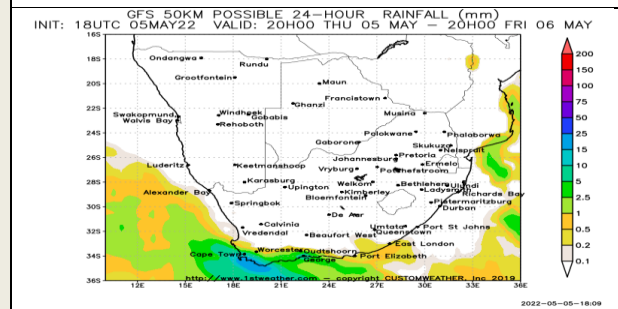 GFS 50KM POSSIBLE 24-HOUR RAINFALL (mm)
INIT: 18UTC 05MAY22 VALID: 20H00 THU 05 MAY - 20H00 FRI 06 MAY
16S
18S
20S
22S
24S
26S
28S
30S
32S
34S
36S
Ondangwa
Rundu
Grootfontein
Maun
Francistown
Ghanzi
Windhoek
Gobabis
Swakopmund
Walvis Bay
Rehoboth
Musina
Polokwane
Phalaborwa
Gaborone
Skukuza
Nelspruit
Pretoria
Johannesburg
Ermelo
Luderitz
Keetmanshoop
Vryburg
Potchefstroom
Karasburg
Upington
Welkom
Bethlehem
Ulundi
Ladysmith
Alexander Bay
Kimberley
Richards Bay
Bloemfontein
Springbok
Pietermaritzburg
Durban
De Aar
Calvinia
Umtata
Port St Johns
Vredendal
Beaufort West
Queenstown
East London
Worcester
Oudtshoorn
Cape Town
George
Port Elizabeth
http://www.1stweather.com - copyright CUSTOMWEATHER, Inc 2019
12E
15E
18E
21E
24E
27E
30E
33E
36E
200
150
100
75
50
25
15
10
5
2.5
1
0.5
0.2
0.1
2022-05-05-18:09